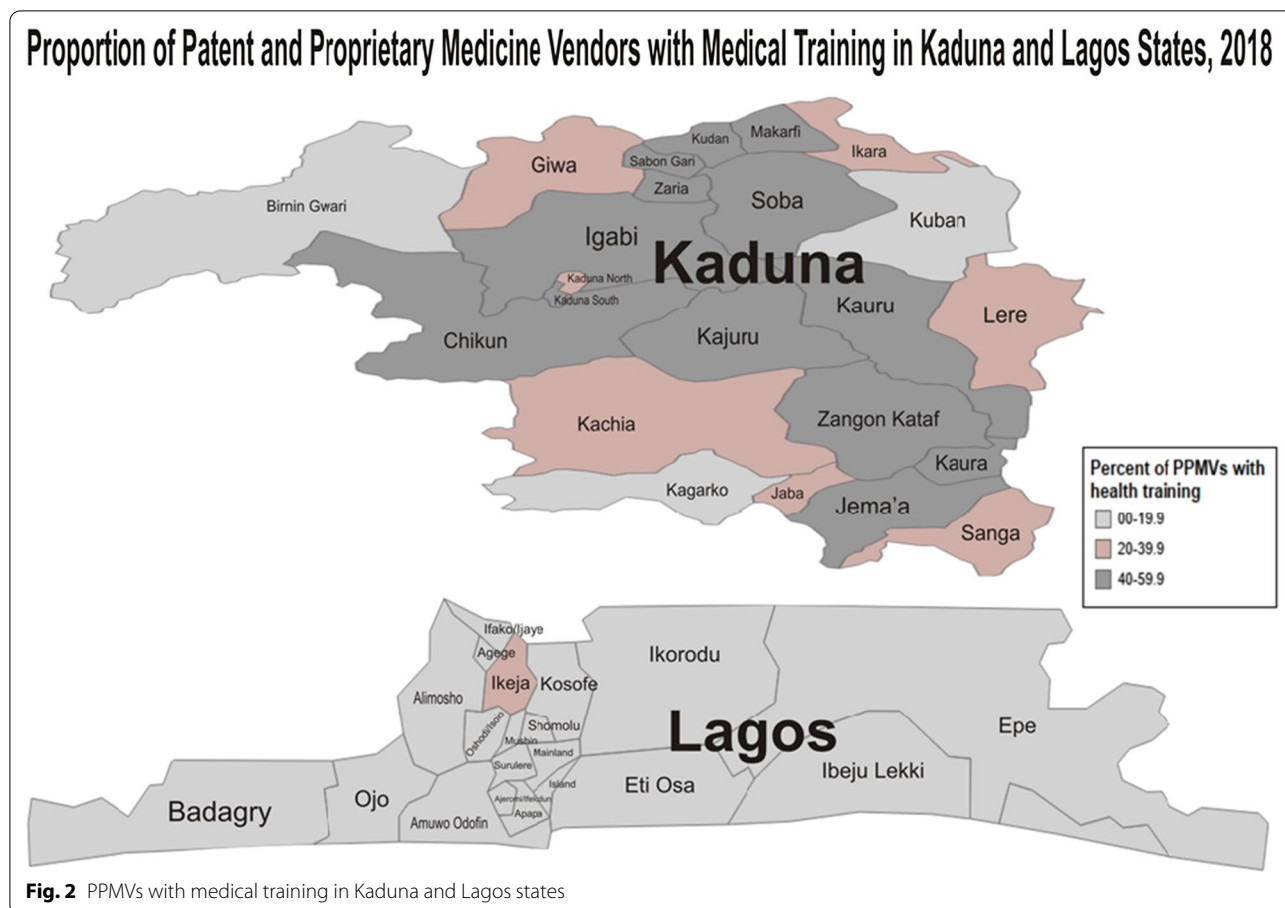 Proportion of Patent and Proprietary Medicine Vendors with Medical Training in Kaduna and Lagos States, 2018
Kudan
Makarfi
Ikara
Giwa
Sabon Gari
Zaria
Soba
Birnin Gwari
Kuban
Igabi
Kaduna
Kaduna North
Kaduna South
Kauru
Lere
Chikun
Kajuru
Kachia
Zangon Kataf
Kaura
Kagarko
Jaba
Jema'a
Sanga
Percent of PPMVs with
health training
00-19.9
20-39.9
40-59.9
Ifako/Ijaye
Agege
Ikorodu
Ikeja
Kosofe
Alimosho
Oshodi/Isolo
Shomolu
Lagos
Epe
Mushin
Mainland
Surulere
Ibeju Lekki
Island
Eti Osa
Ojo
Badagry
Apapa
Amuwo Odofin
Fig. 2 PPMVs with medical training in Kaduna and Lagos states